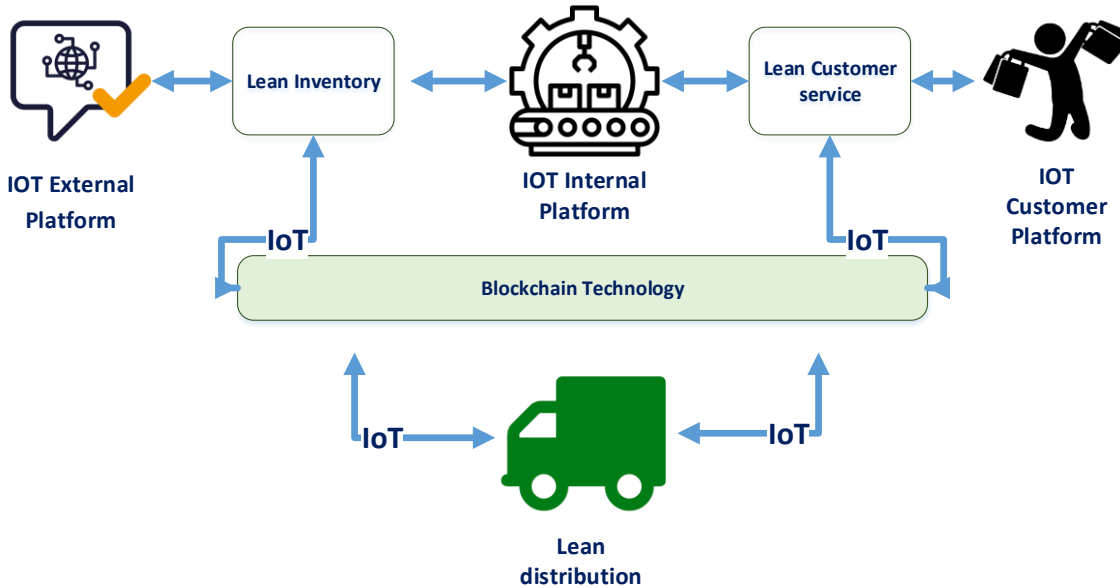 Lean Inventory
Lean Customer
service
IOT External
Platform
IOT Internal
Platform
IOT
Customer
Platform
IoT
IoT
Blockchain Technology
IoT
IoT
Lean
distribution